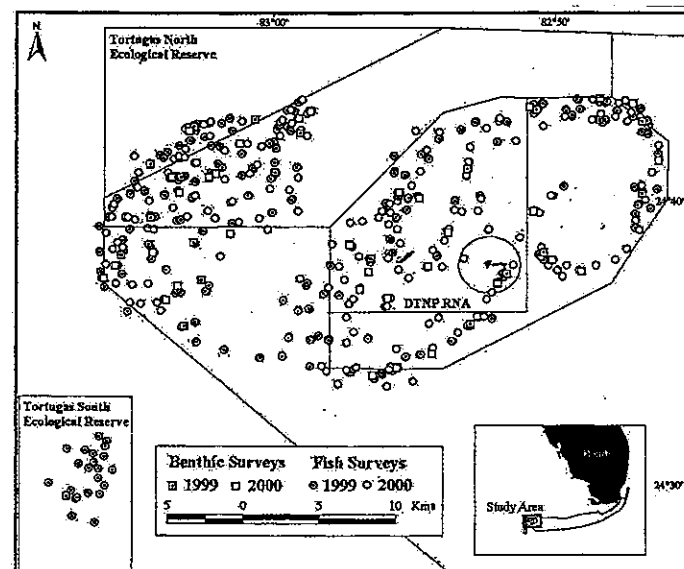 N
-83°00'
-82°50'
Tortugas North
Ecological Reserve
24°40'
DTNP RNA
Tortugas South
Ecological Reserve
Benthic Surveys Fish Surveys
1999 2000 1999 2000
5 0 5 10 Kms
Study Area
24°30'